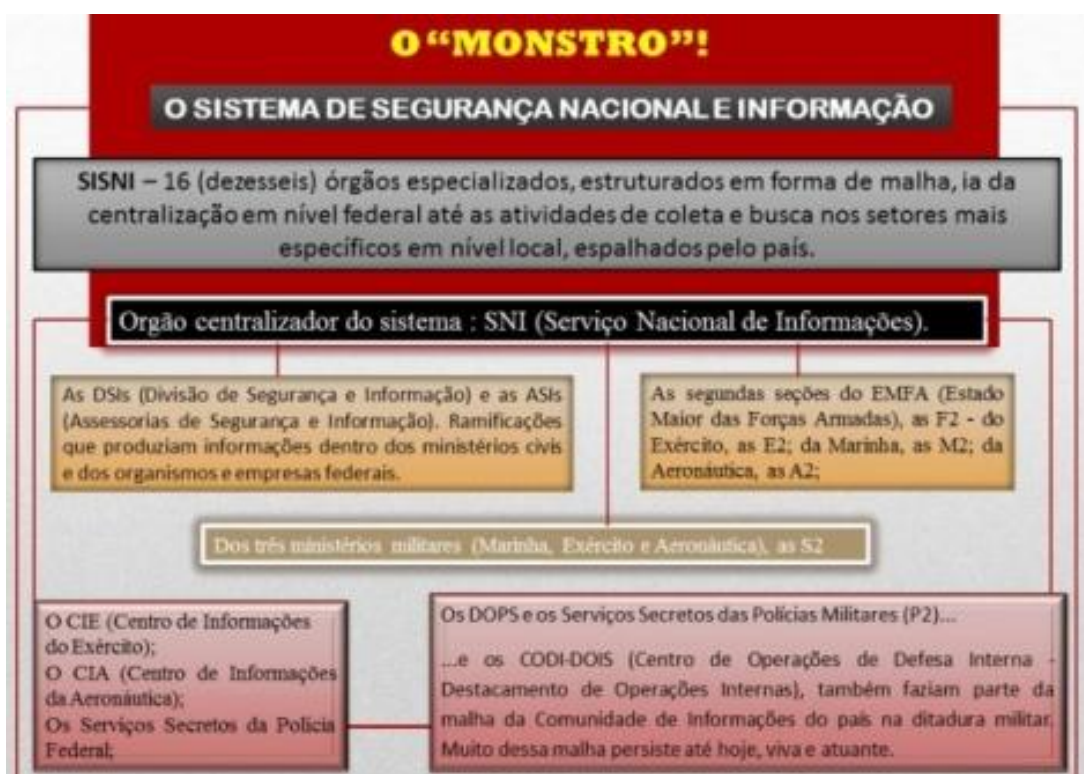 O “MONSTRO”!
O SISTEMA DE SEGURANÇA NACIONAL E INFORMAÇÃO
SISNI – 16 (dezesseis) órgãos especializados, estruturados em forma de malha, ia da
centralização em nível federal até as atividades de coleta e busca nos setores mais
específicos em nível local, espalhados pelo país.
Orgão centralizador do sistema : SNI (Serviço Nacional de Informações).
As DSIs (Divisão de Segurança e Informação) e as ASIs
(Assessorias de Segurança e Informação). Ramificações
que produziam informações dentro dos ministérios civis
e dos organismos e empresas federais.
As segundas seções do EMFA (Estado
Maior das Forças Armadas), as F2 - do
Exército, as E2; da Marinha, as M2; da
Aeronáutica, as A2;
Dos três ministérios militares (Marinha, Exército e Aeronáutica), as S2
O CIE (Centro de Informações
do Exército);
O CIA (Centro de Informações
da Aeronáutica);
Os Serviços Secretos da Polícia
Federal;
Os DOPS e os Serviços Secretos das Polícias Militares (P2)...
...e os CODI-DOIS (Centro de Operações de Defesa Interna -
Destacamento de Operações Internas), também faziam parte da
malha da Comunidade de Informações do país na ditadura militar.
Muito dessa malha persiste até hoje, viva e atuante.